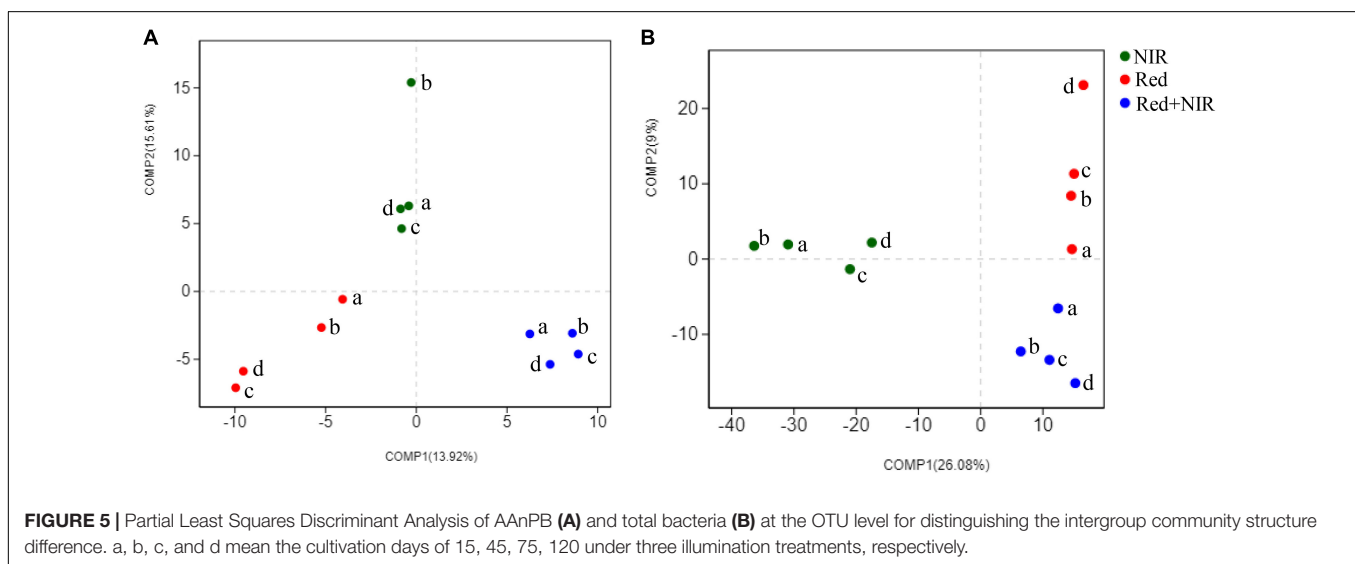 A
B
NIR
Red
Red+NIR
COMP2(15.61%)
15
10
5
0
-5
b
a
d
c
a
b
d
c
a
b
d
c
-10
-5
0
5
10
COMP1(13.92%)
COMP2(9%)
20
10
0
-10
d
c
b
a
b
a
d
c
a
b
c
d
-40
-30
-20
-10
0
10
COMP1(26.08%)
FIGURE 5 | Partial Least Squares Discriminant Analysis of AAnPB (A) and total bacteria (B) at the OTU level for distinguishing the intergroup community structure
difference. a, b, c, and d mean the cultivation days of 15, 45, 75, 120 under three illumination treatments, respectively.